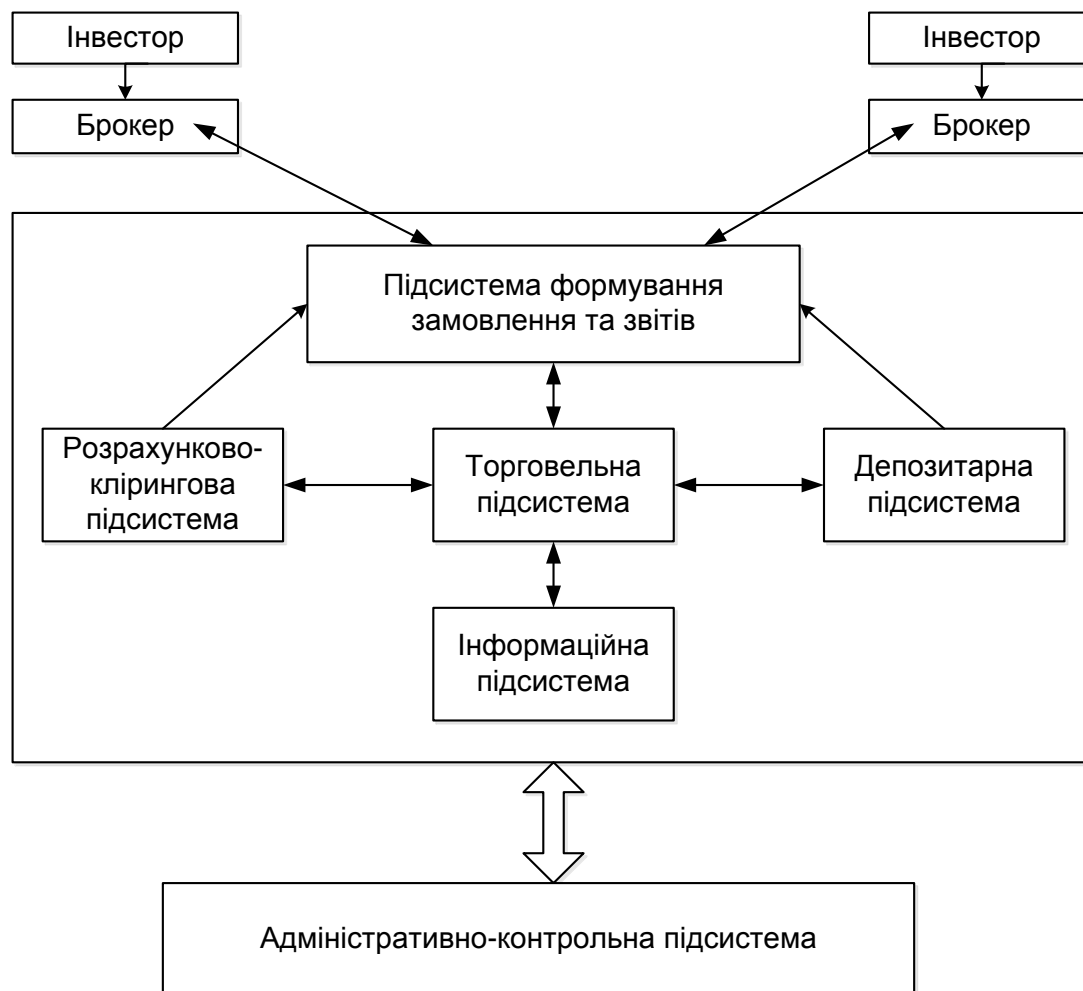 Інвестор
Інвестор
Брокер
Брокер
Підсистема формування
замовлення та звітів
Розрахунково-
клірингова
підсистема
Торговельна
підсистема
Депозитарна
підсистема
Інформаційна
підсистема
Адміністративно-контрольна підсистема